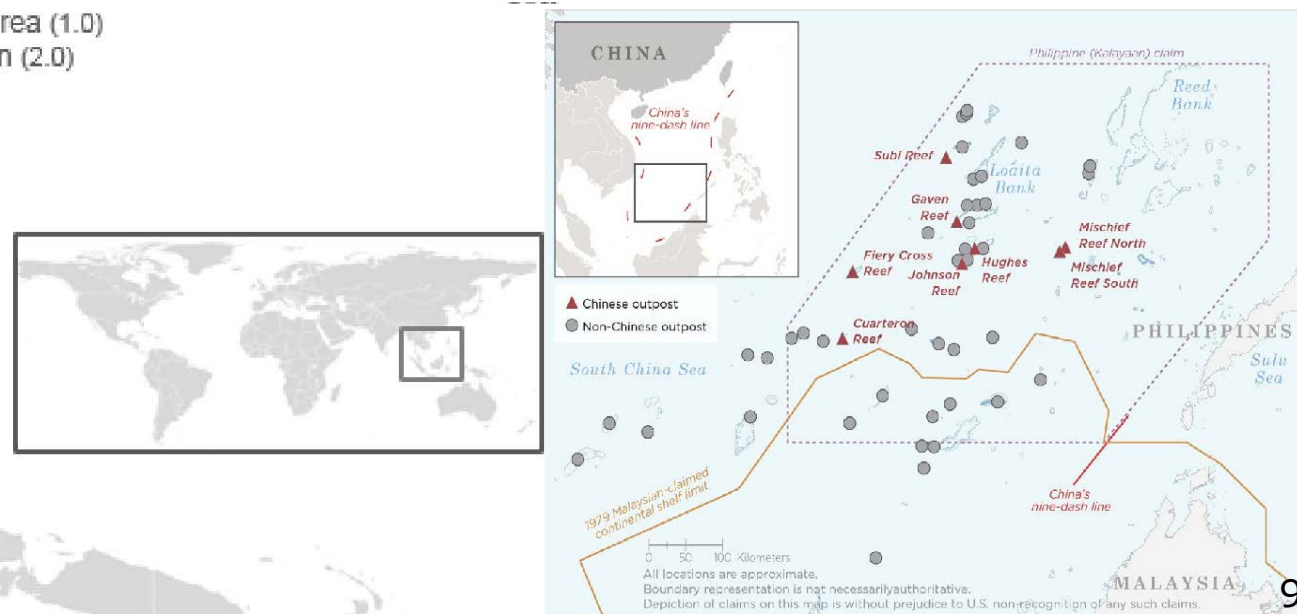 rea (1.0)
n (2.0)
CHINA
China's
nine-dash line
Chinese outpost
Non-Chinese outpost
Philippine (Kalayaan) claim
Reed
Bank
Subi Reef
Loaita
Bank
Gaven
Reef
Mischief
Reef North
Fiery Cross
Reef
Johnson
Reef
Hughes
Reef
Mischief
Reef South
Cuarteron
Reef
PHILIPPINES
South China Sea
Sulu
Sea
1979 Malaysian-claimed
continental shelf limit
China's
nine-dash line
0 50 100 Kilometers
All locations are approximate.
Boundary representation is not necessarilyauthoritative.
Depiction of claims on this map is without prejudice to U.S. non-recognition of any such claims.
MALAYSIA
9